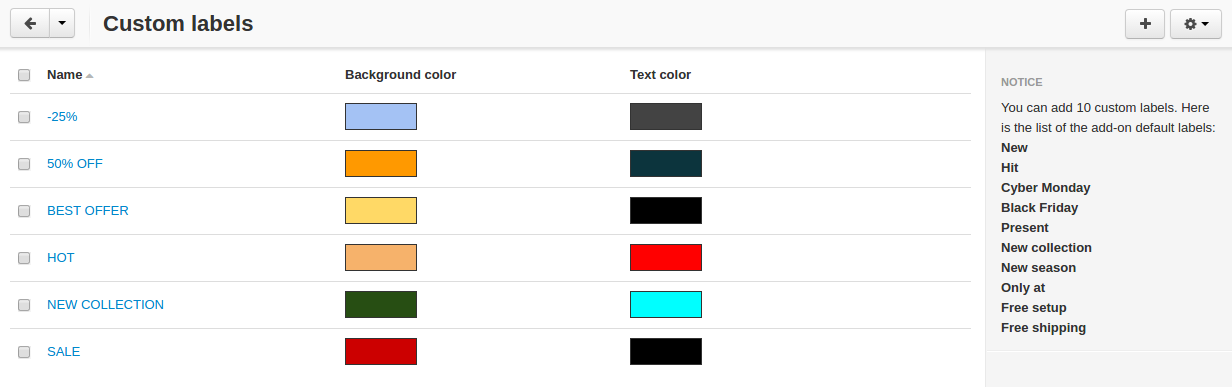 Custom labels
Name
Background color
Text color
-25%
50% OFF
BEST OFFER
HOT
NEW COLLECTION
SALE
NOTICE
You can add 10 custom labels. Here
is the list of the add-on default labels:
New
Hit
Cyber Monday
Black Friday
Present
New collection
New season
Only at
Free setup
Free shipping